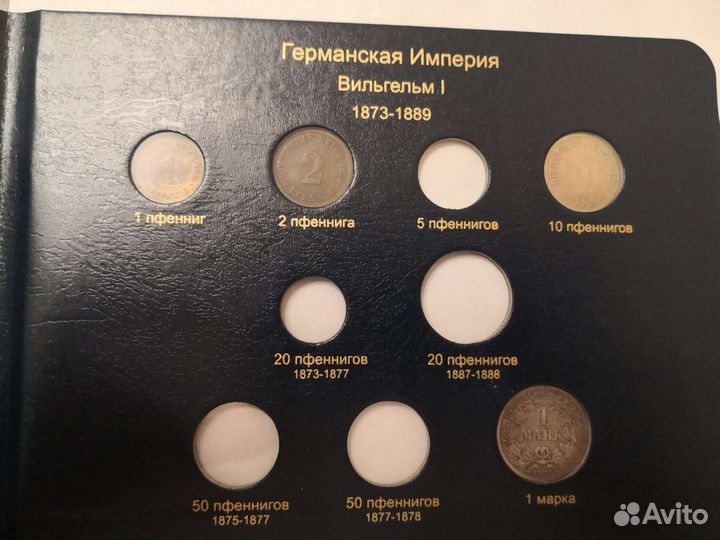 Германская Империя
Вильгельм I
1873-1889
1
2
1 пфенниг
2 пфеннига
5 пфеннигов
10 пфеннигов
20 пфеннигов
1873-1877
20 пфеннигов
1887-1888
1
MARK
50 пфеннигов
1875-1877
50 пфеннигов
1877-1878
1 марка
Avito